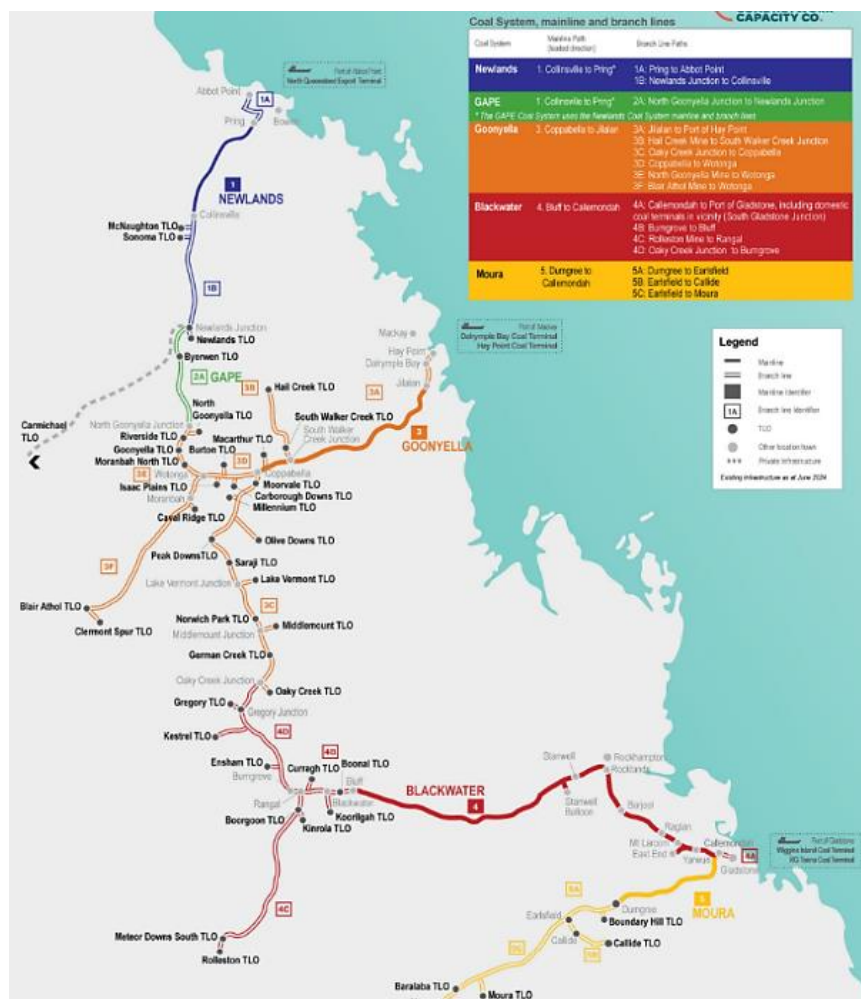 CAPACITY CO.
Coal System, mainline and branch lines
Coal System
Mainline Path
(loaded direction)
Branch Line Paths
Newlands
1. Collinsville to Pring*
1A: Pring to Abbot Point
1B: Newlands Junction to Collinsville
GAPE
1. Collinsville to Pring*
2A: North Goonyella Junction to Newlands Junction
* The GAPE Coal System uses the Newlands Coal System mainline and branch lines
Goonyella
3. Coppabella to Jilalan
3A: Jilalan to Port of Hay Point
3B: Hail Creek Mine to South Walker Creek Junction
3C: Oaky Creek Junction to Coppabella
3D: Coppabella to Wotonga
3E: North Goonyella Mine to Wotonga
3F: Blair Athol Mine to Wotonga
Blackwater
4. Bluff to Callemondah
4A: Callemondah to Port of Gladstone, including domestic
coal terminals in vicinity (South Gladstone Junction)
4B: Burngrove to Bluff
4C: Rolleston Mine to Rangal
4D: Oaky Creek Junction to Burngrove
Moura
5. Dumgree to
Callemondah
5A: Dumgree to Earlsfield
5B: Earlsfield to Callide
5C: Earlsfield to Moura
Port of Abbot Point
North Queensland Export Terminal
Abbot Point
1A
Pring
Bowen
1
NEWLANDS
Collinsville
McNaughton TLO
Sonoma TLO
1B
Newlands Junction
Newlands TLO
Byerwen TLO
2A GAPE
Carmichael
TLO
Mackay
Port of Mackay
Dalrymple Bay Coal Terminal
Hay Point Coal Terminal
Hay Point
Dalrymple Bay
Jilalan
3A
3B
Hail Creek TLO
North
Goonyella TLO
South Walker Creek TLO
South Walker
Creek Junction
3
GOONYELLA
North Goonyella Junction
Riverside TLO
Goonyella TLO
Moranbah North TLO
Macarthur TLO
Burton TLO
3D
3E
Wotonga
Coppabella
Isaac Plains TLO
Moranbah
Moorvale TLO
Carborough Downs TLO
Millennium TLO
Caval Ridge TLO
Olive Downs TLO
Peak DownsTLO
Saraji TLO
3F
Lake Vermont Junction
Lake Vermont TLO
Blair Athol TLO
Clermont Spur TLO
3C
Norwich Park TLO
Middlemount TLO
Middlemount Junction
German Creek TLO
Oaky Creek Junction
Oaky Creek TLO
Gregory TLO
Gregory Junction
Kestrel TLO
4D
Ensham TLO
Burngrove
4B
Curragh TLO
Boonal TLO
Bluff
Rangal
Blackwater
Boorgoon TLO
Koorilgah TLO
Kinrola TLO
BLACKWATER
4
Stanwell
Stanwell
Balloon
Rockhampton
Rocklands
Bajool
Raglan
Mt Larcom
East End
Yarwun
Callemondah
4A
Gladstone
Port of Gladstone
Wiggins Island Coal Terminal
RG Tanna Coal Terminal
4C
Meteor Downs South TLO
Rolleston TLO
5
MOURA
5A
Dumgree
Boundary Hill TLO
Earlsfield
Callide
5B
Callide TLO
5C
Baralaba TLO
Moura TLO
Legend
Mainline
Branch line
Mainline Identifier
1A
Branch line Identifier
TLO
Other location/town
Private Infrastructure
Existing infrastructure as of June 2024